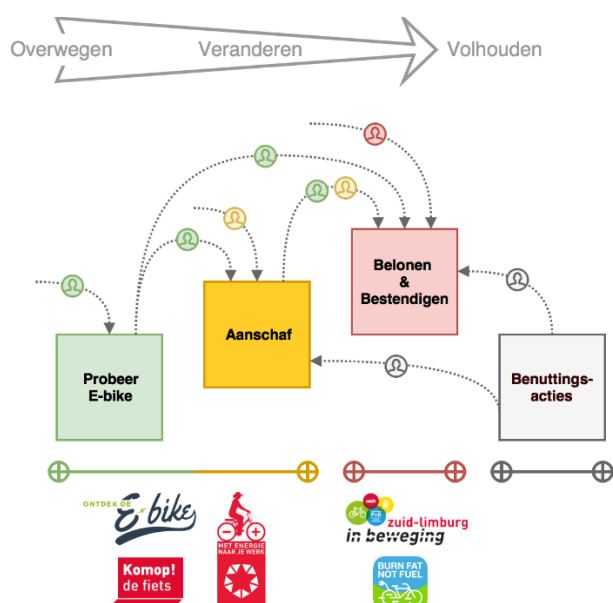 Overwegen
Veranderen
Volhouden
Belonen
&
Bestendigen
Aanschaf
Probeer
E-bike
Benuttings-
acties
ONTDEK DE
E-bike
MET ENERGIE
NAAR JE WERK
zuid-limburg
in beweging
Komop!
de fiets
BURN FAT
NOT FUEL